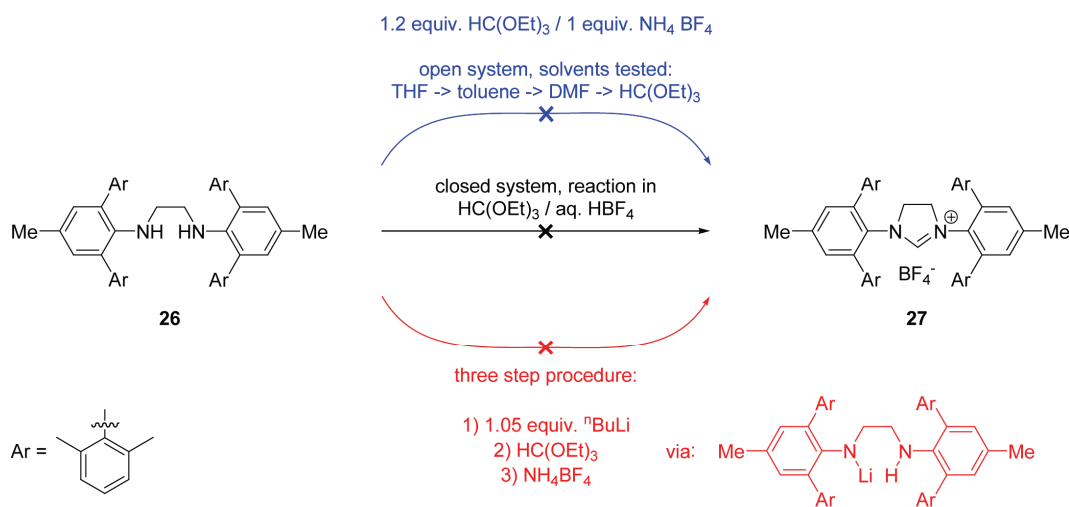 1.2 equiv. HC(OEt)3 / 1 equiv. NH4 BF4
open system, solvents tested:
THF -> toluene -> DMF -> HC(OEt)3
closed system, reaction in
HC(OEt)3 / aq. HBF4
Ar Ar
Me NH HN Me
Ar Ar
26
Ar Ar
Me N N ⊕ Me
Ar BF4- Ar
27
three step procedure:
1) 1.05 equiv. nBuLi
2) HC(OEt)3
3) NH4BF4
Ar =
via:
Ar Ar
Me N N Me
Li H
Ar Ar